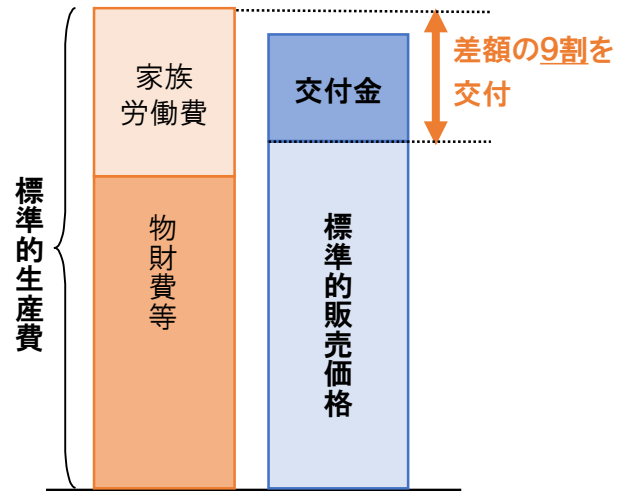 標準的生産費
家族
労働費
物財費等
交付金
標準的販売価格
差額の9割を
交付